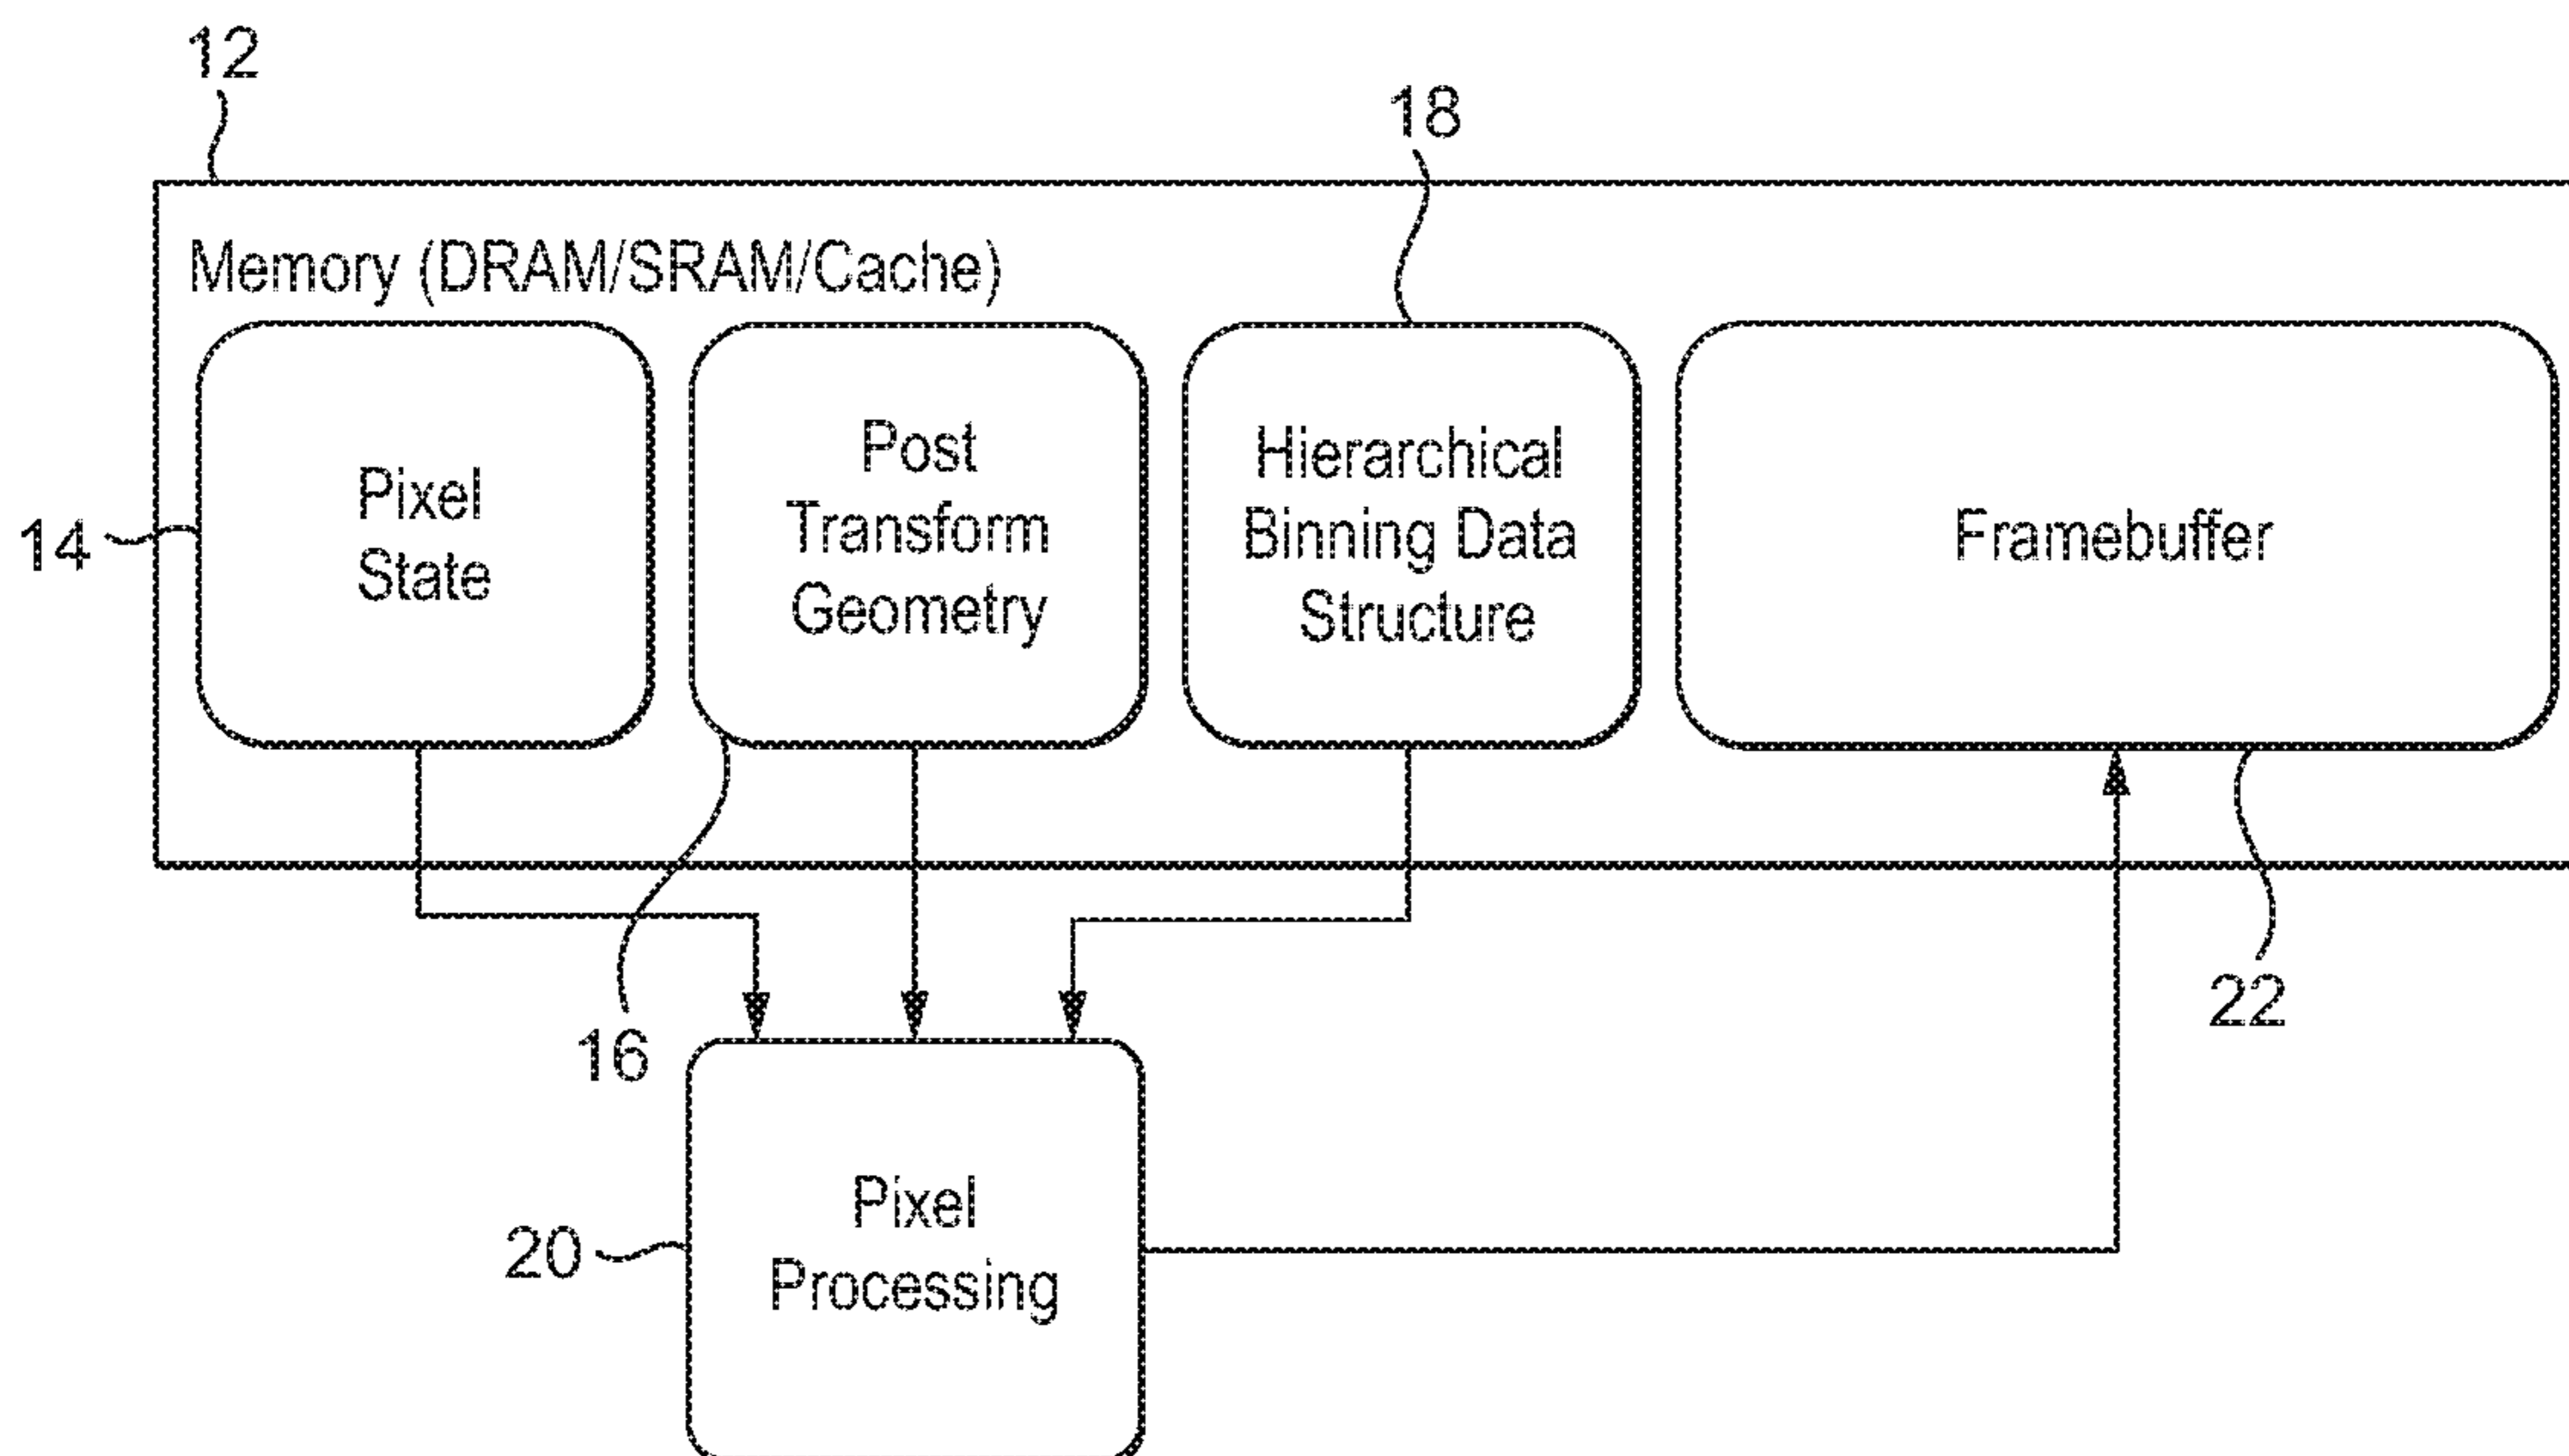 12
18
Memory (DRAM/SRAM/Cache)
Pixel
State
Post
Transform
Geometry
Hierarchical
Binning Data
Structure
Framebuffer
14
16
22
20
Pixel
Processing